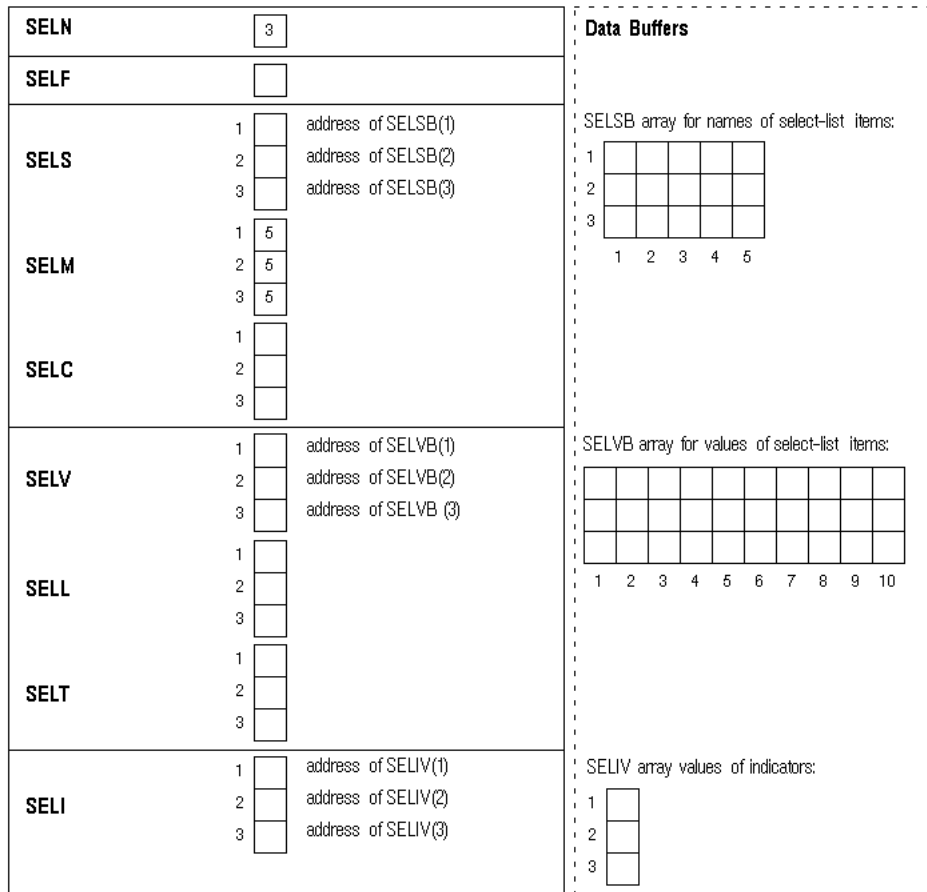 SELN 3
SELF
SELS
1 address of SELSB(1)
2 address of SELSB(2)
3 address of SELSB(3)
SELM
1 5
2 5
3 5
SELC
1
2
3
SELV
1 address of SELVB(1)
2 address of SELVB(2)
3 address of SELVB (3)
SELL
1
2
3
SELT
1
2
3
SELI
1 address of SELIV(1)
2 address of SELIV(2)
3 address of SELIV(3)
Data Buffers
SELSB array for names of select-list items:
1
2
3
1 2 3 4 5
SELVB array for values of select-list items:
1 2 3 4 5 6 7 8 9 10
SELIV array values of indicators:
1
2
3